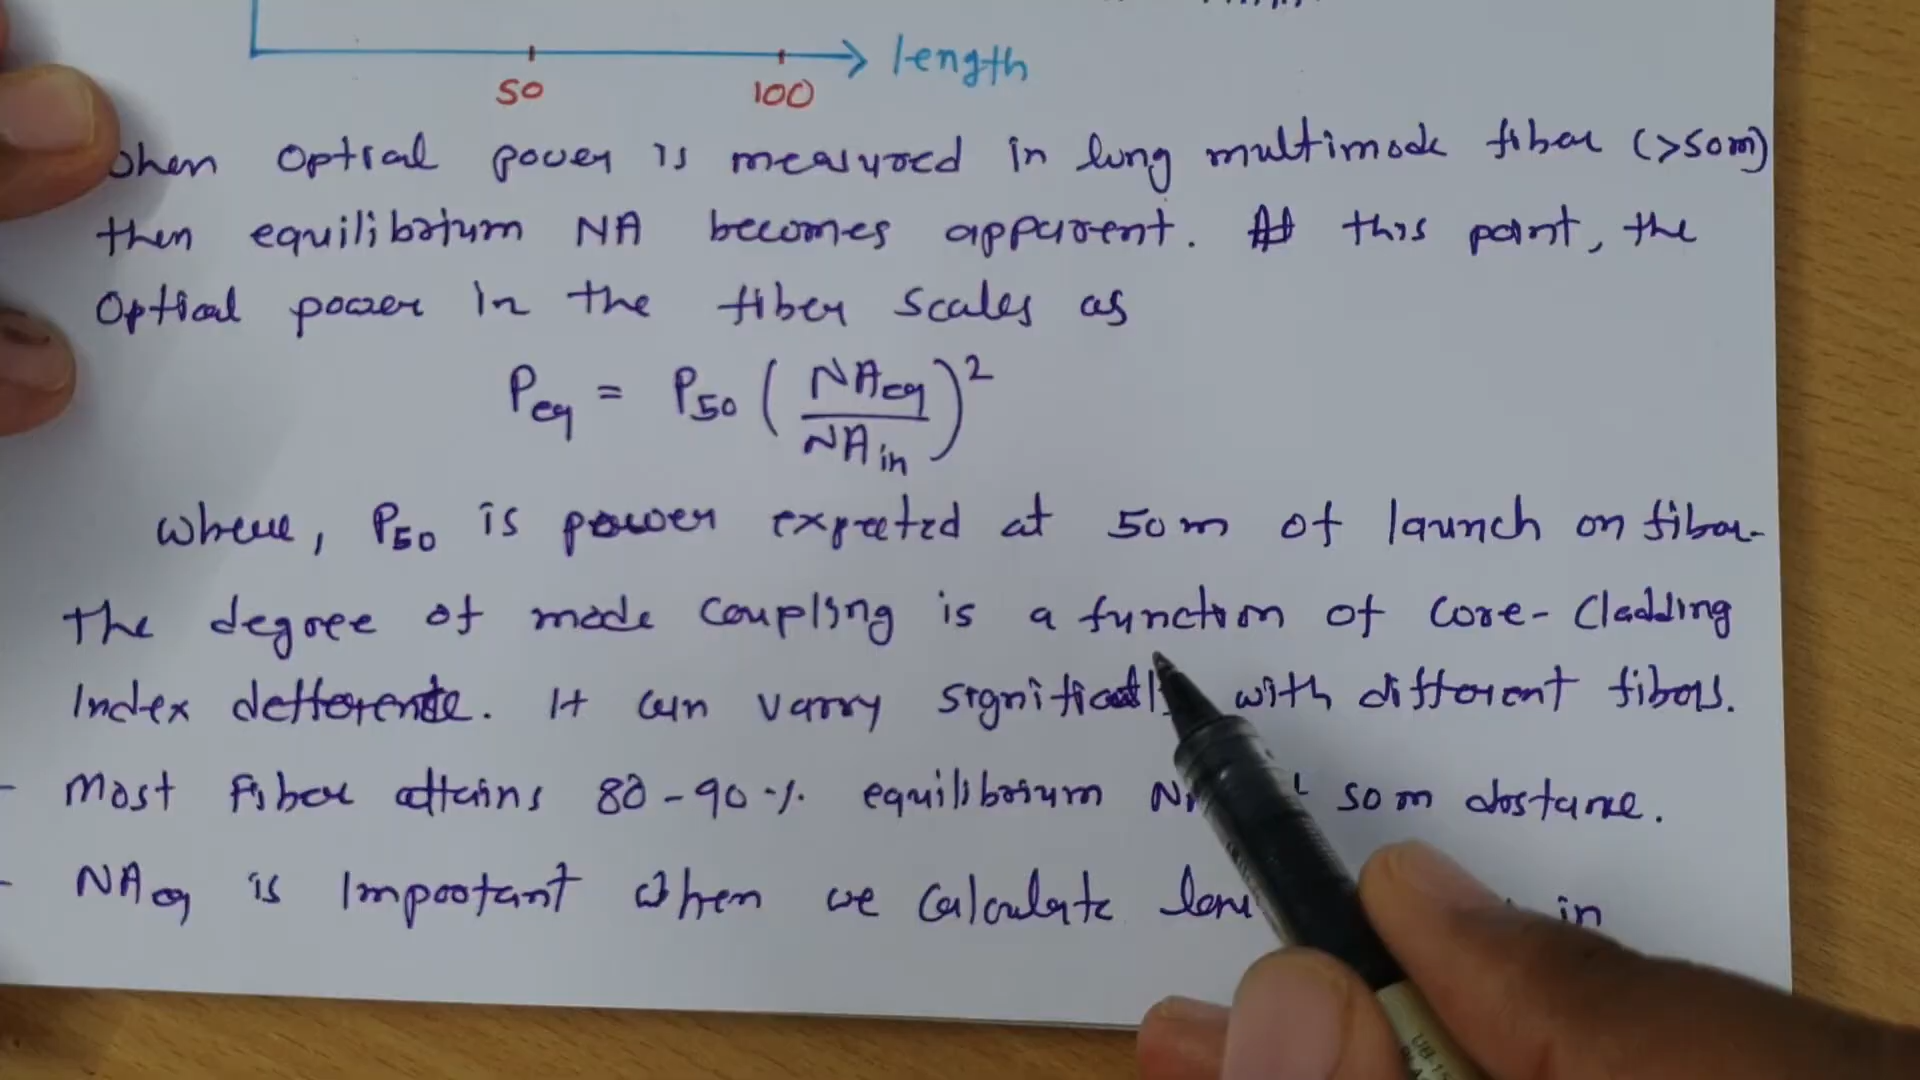 length
50 100
when optical power is measured in long multimode fiber (>50m)
then equilibrium NA becomes apparent. At this point, the
optical power in the fiber scales as
Peq = P50 (NAeq / NAin)²
where, P50 is power expected at 50m of launch on fiber.
The degree of mode coupling is a function of core-cladding
Index defference. It can varry significatly with different fibers.
- Most Fiber attains 80-90% equilibrium NA 50m distance.
- NAeq is Important when we calculate in